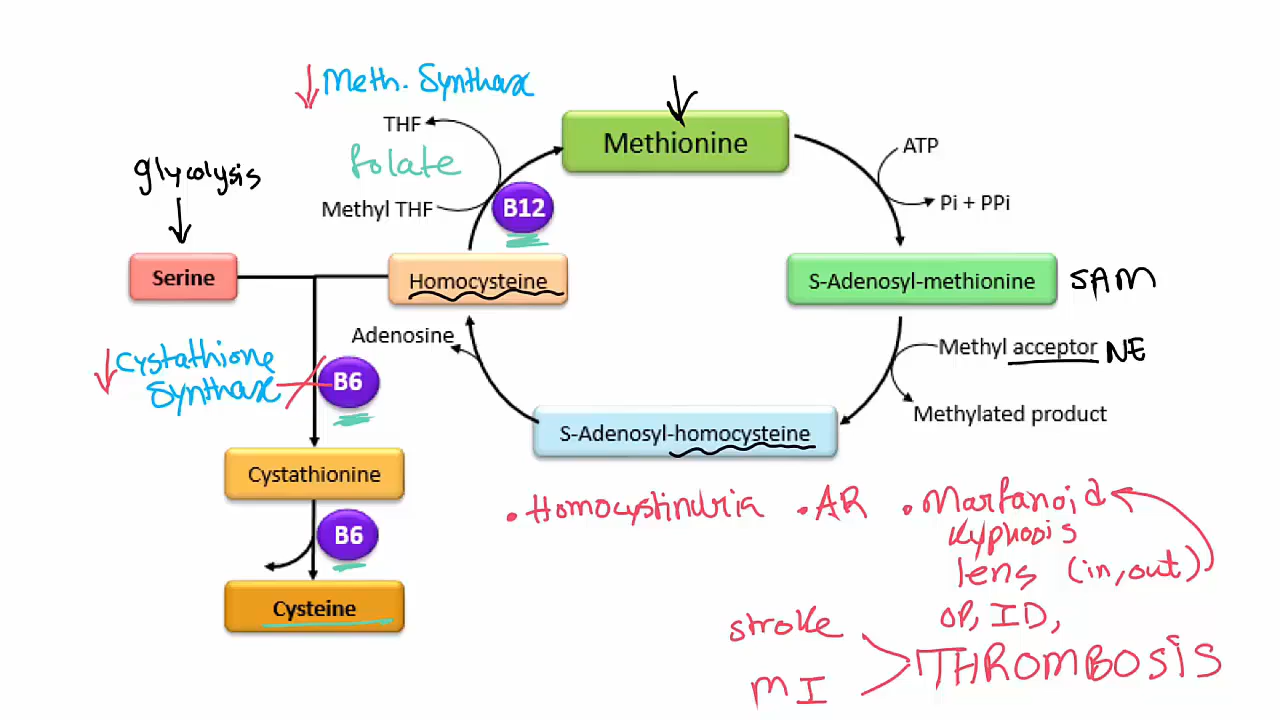 ↓ Meth. Synthase
THF
folate
Methyl THF
B12
Methionine
ATP
Pi + PPi
glycolysis
Serine
Homocysteine
S-Adenosyl-methionine
SAM
Adenosine
Methyl acceptor NE
Methylated product
↓ Cystathione
Synthase
B6
S-Adenosyl-homocysteine
Cystathionine
B6
Cysteine
• Homocystinuria • AR • Marfanoid
Kyphosis
lens (in, out)
OP, ID,
stroke
MI
THROMBOSiS